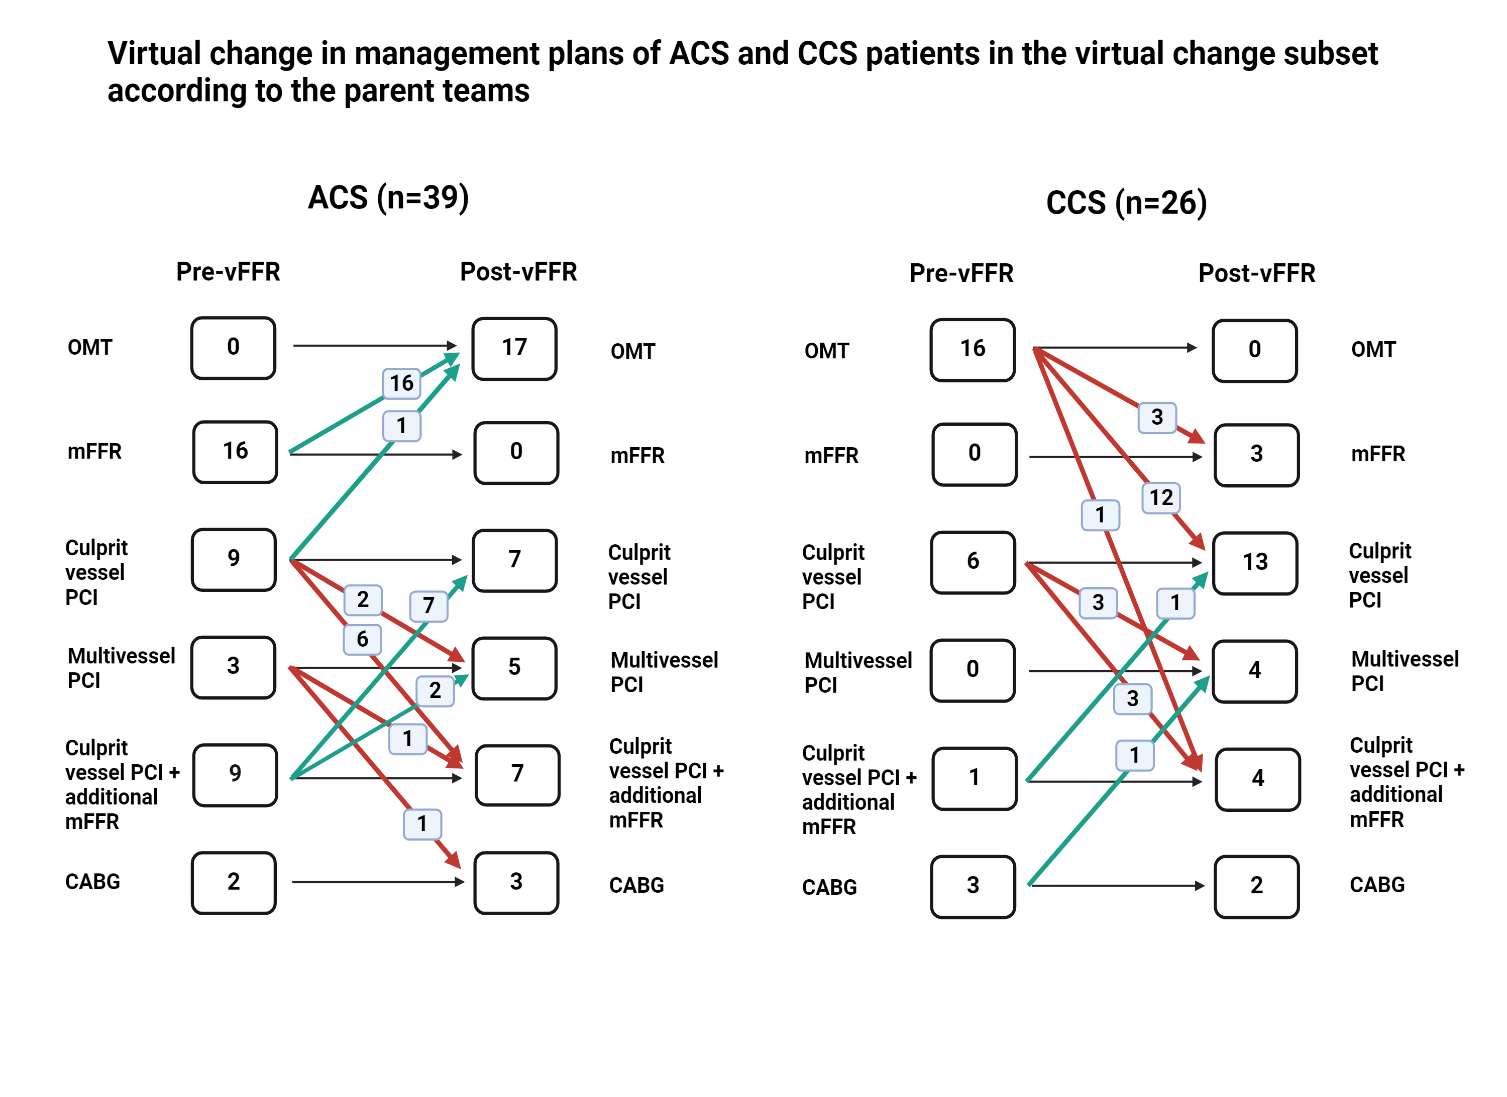 Virtual change in management plans of ACS and CCS patients in the virtual change subset
according to the parent teams
ACS (n=39)
Pre-vFFR
Post-vFFR
OMT
0
17
OMT
16
1
mFFR
16
0
mFFR
Culprit
vessel
PCI
9
7
Culprit
vessel
PCI
2
7
6
Multivessel
PCI
3
5
Multivessel
PCI
2
1
Culprit
vessel PCI +
additional
mFFR
9
7
Culprit
vessel PCI +
additional
mFFR
1
CABG
2
3
CABG
CCS (n=26)
Pre-vFFR
Post-vFFR
OMT
16
0
OMT
3
mFFR
0
3
mFFR
12
1
Culprit
vessel
PCI
6
13
Culprit
vessel
PCI
3
1
Multivessel
PCI
0
4
Multivessel
PCI
3
1
Culprit
vessel PCI +
additional
mFFR
1
4
Culprit
vessel PCI +
additional
mFFR
CABG
3
2
CABG